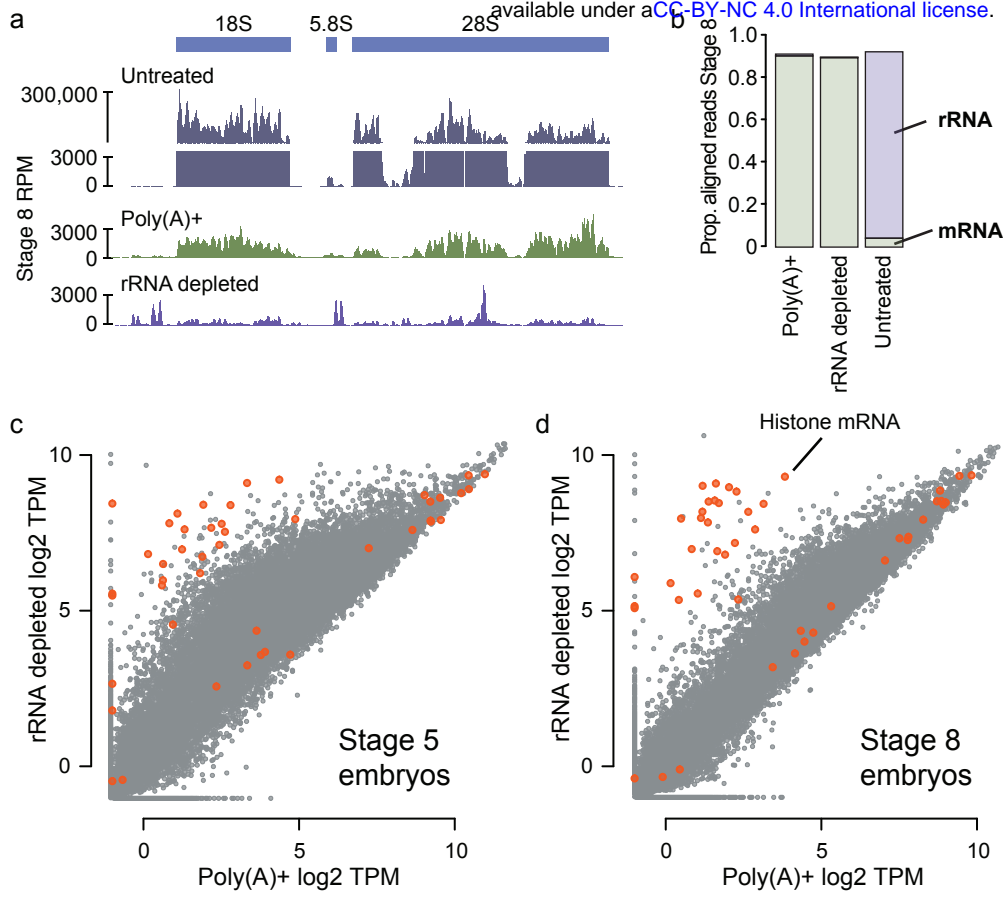 available under aCC-BY-NC 4.0 International license.
a
18S
5.8S
28S
Untreated
300,000
3000
0
Poly(A)+
3000
0
rRNA depleted
3000
0
Stage 8 RPM
b
Prop. aligned reads Stage 8
1.0
0.8
0.6
0.4
0.2
0
rRNA
mRNA
Poly(A)+
rRNA depleted
Untreated
c
rRNA depleted log2 TPM
10
5
0
Stage 5
embryos
0
5
10
Poly(A)+ log2 TPM
d
Histone mRNA
rRNA depleted log2 TPM
10
5
0
Stage 8
embryos
0
5
10
Poly(A)+ log2 TPM